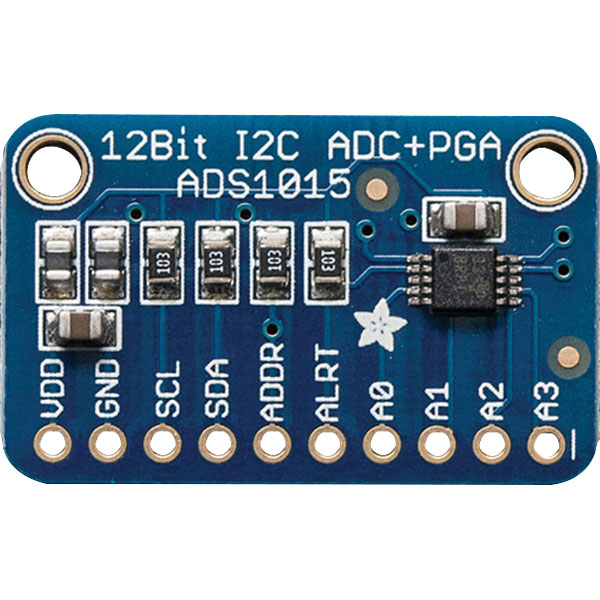 12Bit I2C ADC+PGA
ADS1015
103
103
103
103
VDD
GND
SCL
SDA
ADDR
ALRT
A0
A1
A2
A3